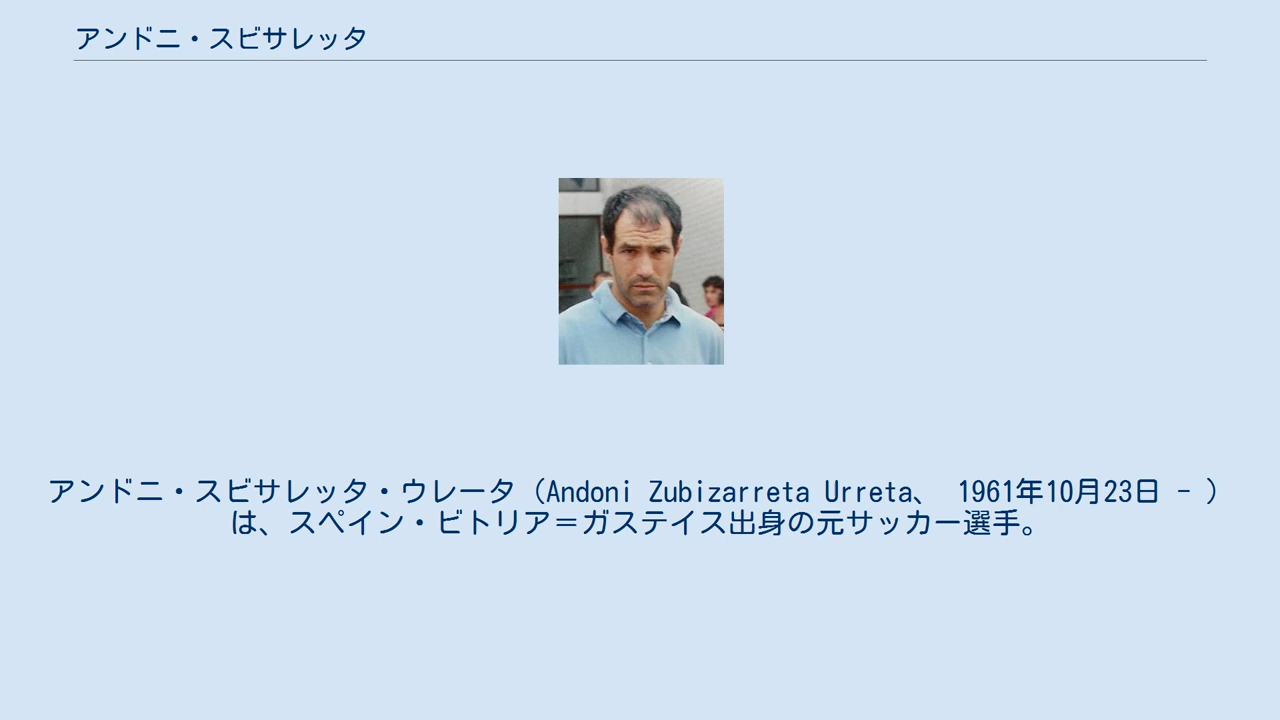 アンドニ・スビサレッタ
アンドニ・スビサレッタ・ウレータ（Andoni Zubizarreta Urreta、 1961年10月23日 - ）
は、スペイン・ビトリア＝ガステイス出身の元サッカー選手。